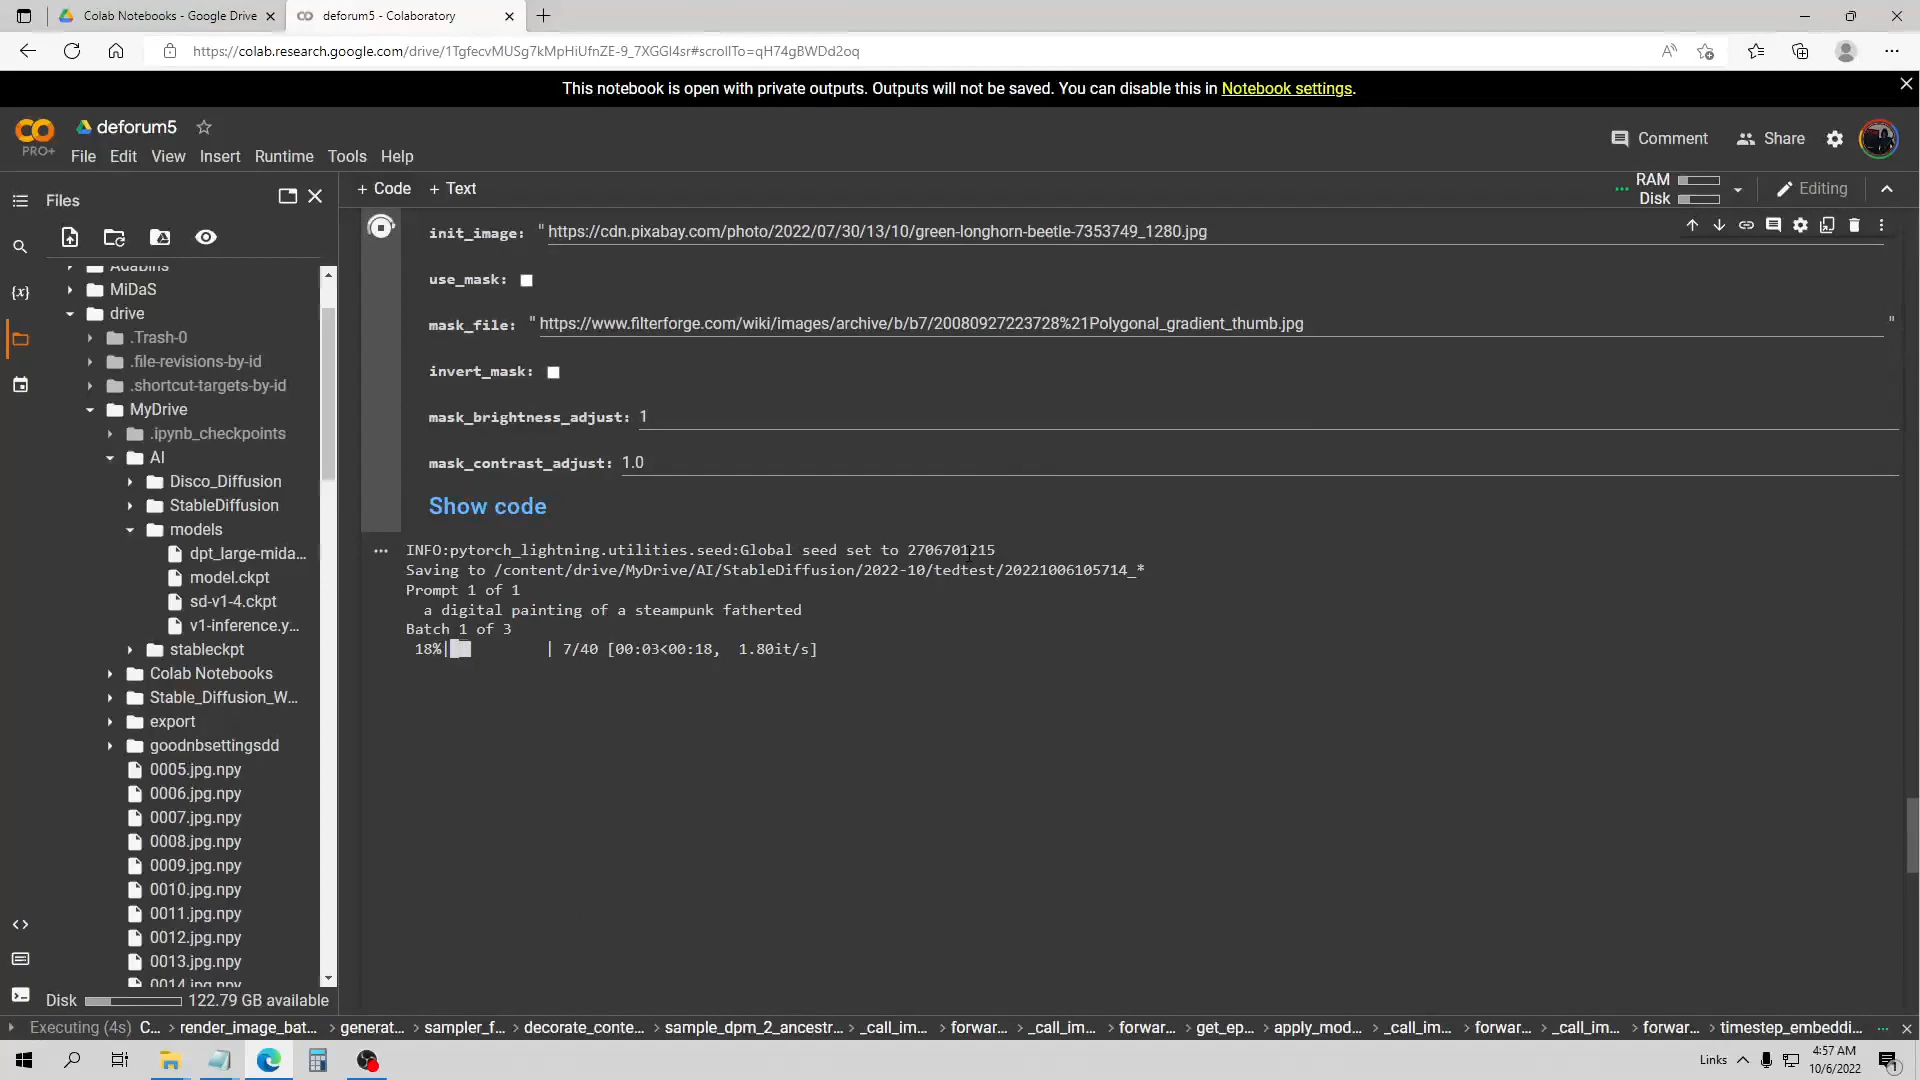 Colab Notebooks - Google Drive
deforum5 - Colaboratory
https://colab.research.google.com/drive/1TgfecvMUSg7kMpHiUfnZE-9_7XGGl4sr#scrollTo=qH74gBWDd2oq
This notebook is open with private outputs. Outputs will not be saved. You can disable this in Notebook settings.
PRO+
deforum5
File Edit View Insert Runtime Tools Help
Comment Share
Files
+ Code + Text
RAM
Disk
Editing
AdaBins
MiDaS
drive
.Trash-0
.file-revisions-by-id
.shortcut-targets-by-id
MyDrive
.ipynb_checkpoints
AI
Disco_Diffusion
StableDiffusion
models
dpt_large-mida...
model.ckpt
sd-v1-4.ckpt
v1-inference.y...
stableckpt
Colab Notebooks
Stable_Diffusion_W...
export
goodnbsettingsdd
0005.jpg.npy
0006.jpg.npy
0007.jpg.npy
0008.jpg.npy
0009.jpg.npy
0010.jpg.npy
0011.jpg.npy
0012.jpg.npy
0013.jpg.npy
0014.jpg.npy
Disk 122.79 GB available
init_image: "https://cdn.pixabay.com/photo/2022/07/30/13/10/green-longhorn-beetle-7353749_1280.jpg
use_mask:
mask_file: "https://www.filterforge.com/wiki/images/archive/b/b7/20080927223728%21Polygonal_gradient_thumb.jpg"
invert_mask:
mask_brightness_adjust: 1
mask_contrast_adjust: 1.0
Show code
INFO:pytorch_lightning.utilities.seed:Global seed set to 2706701215
Saving to /content/drive/MyDrive/AI/StableDiffusion/2022-10/tedtest/20221006105714_*
Prompt 1 of 1
a digital painting of a steampunk fatherted
Batch 1 of 3
18%| | 7/40 [00:03<00:18, 1.80it/s]
Executing (4s) C... > render_image_bat... > generat... > sampler_f... > decorate_conte... > sample_dpm_2_ancestr... > _call_im... > forwar... > _call_im... > forwar... > get_ep... > apply_mod... > _call_im... > forwar... > _call_im... > forwar... > timestep_embeddi...
Links
4:57 AM
10/6/2022
1